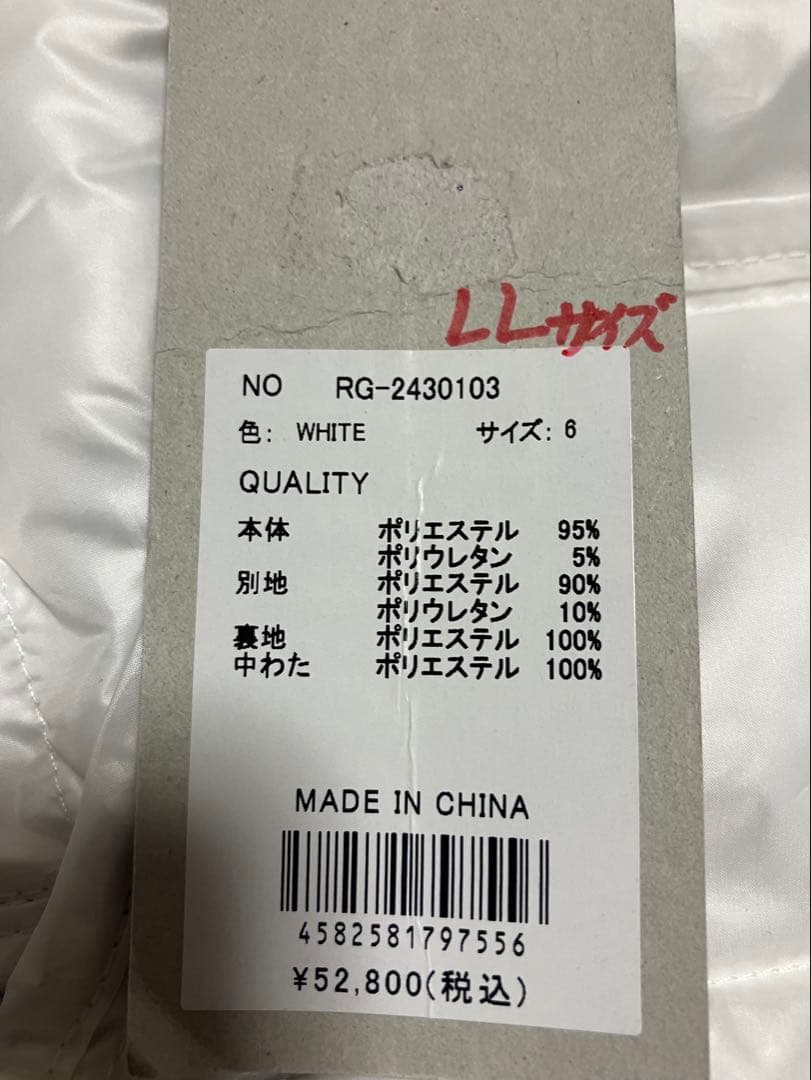 LLサイズ
NO RG-2430103
色: WHITE サイズ: 6
QUALITY
本体 ポリエステル 95%
ポリウレタン 5%
別地 ポリエステル 90%
ポリウレタン 10%
裏地 ポリエステル 100%
中わた ポリエステル 100%
MADE IN CHINA
4582581797556
¥52,800(税込)